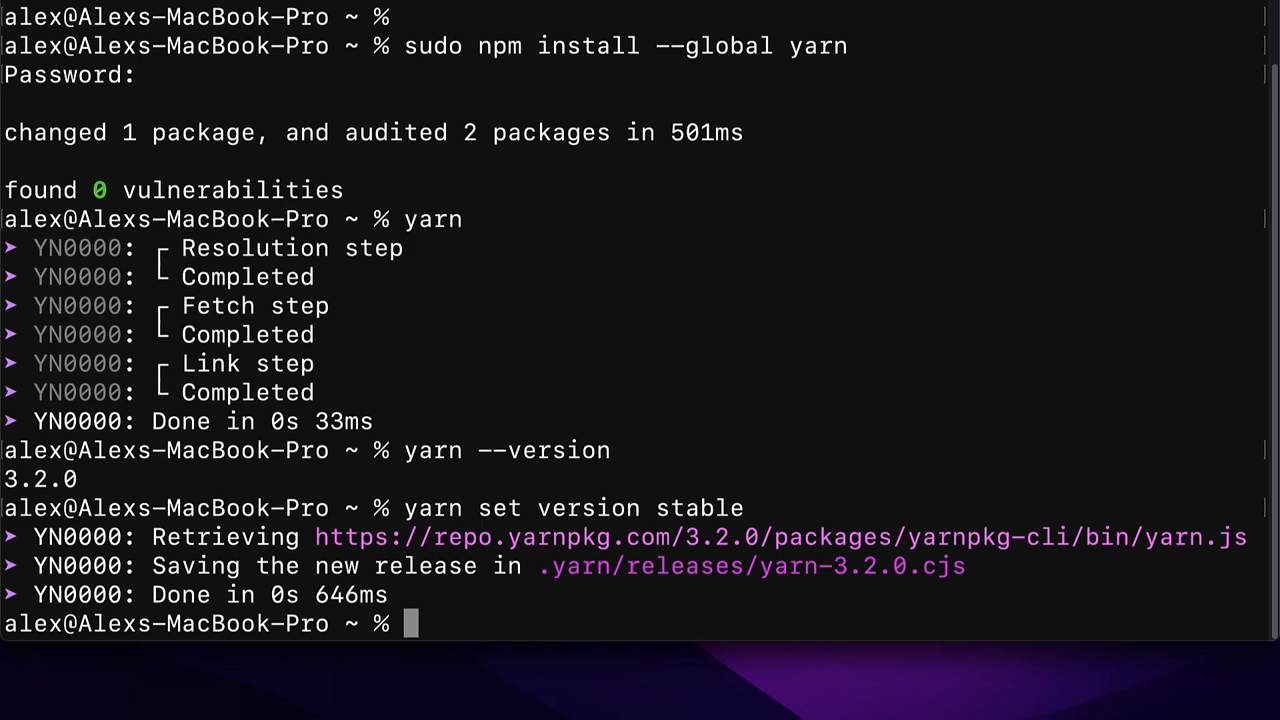 alex@Alexs-MacBook-Pro ~ %
alex@Alexs-MacBook-Pro ~ % sudo npm install --global yarn
Password:
changed 1 package, and audited 2 packages in 501ms
found 0 vulnerabilities
alex@Alexs-MacBook-Pro ~ % yarn
➤ YN0000: ┌ Resolution step
➤ YN0000: └ Completed
➤ YN0000: ┌ Fetch step
➤ YN0000: └ Completed
➤ YN0000: ┌ Link step
➤ YN0000: └ Completed
➤ YN0000: Done in 0s 33ms
alex@Alexs-MacBook-Pro ~ % yarn --version
3.2.0
alex@Alexs-MacBook-Pro ~ % yarn set version stable
➤ YN0000: Retrieving https://repo.yarnpkg.com/3.2.0/packages/yarnpkg-cli/bin/yarn.js
➤ YN0000: Saving the new release in .yarn/releases/yarn-3.2.0.cjs
➤ YN0000: Done in 0s 646ms
alex@Alexs-MacBook-Pro ~ %